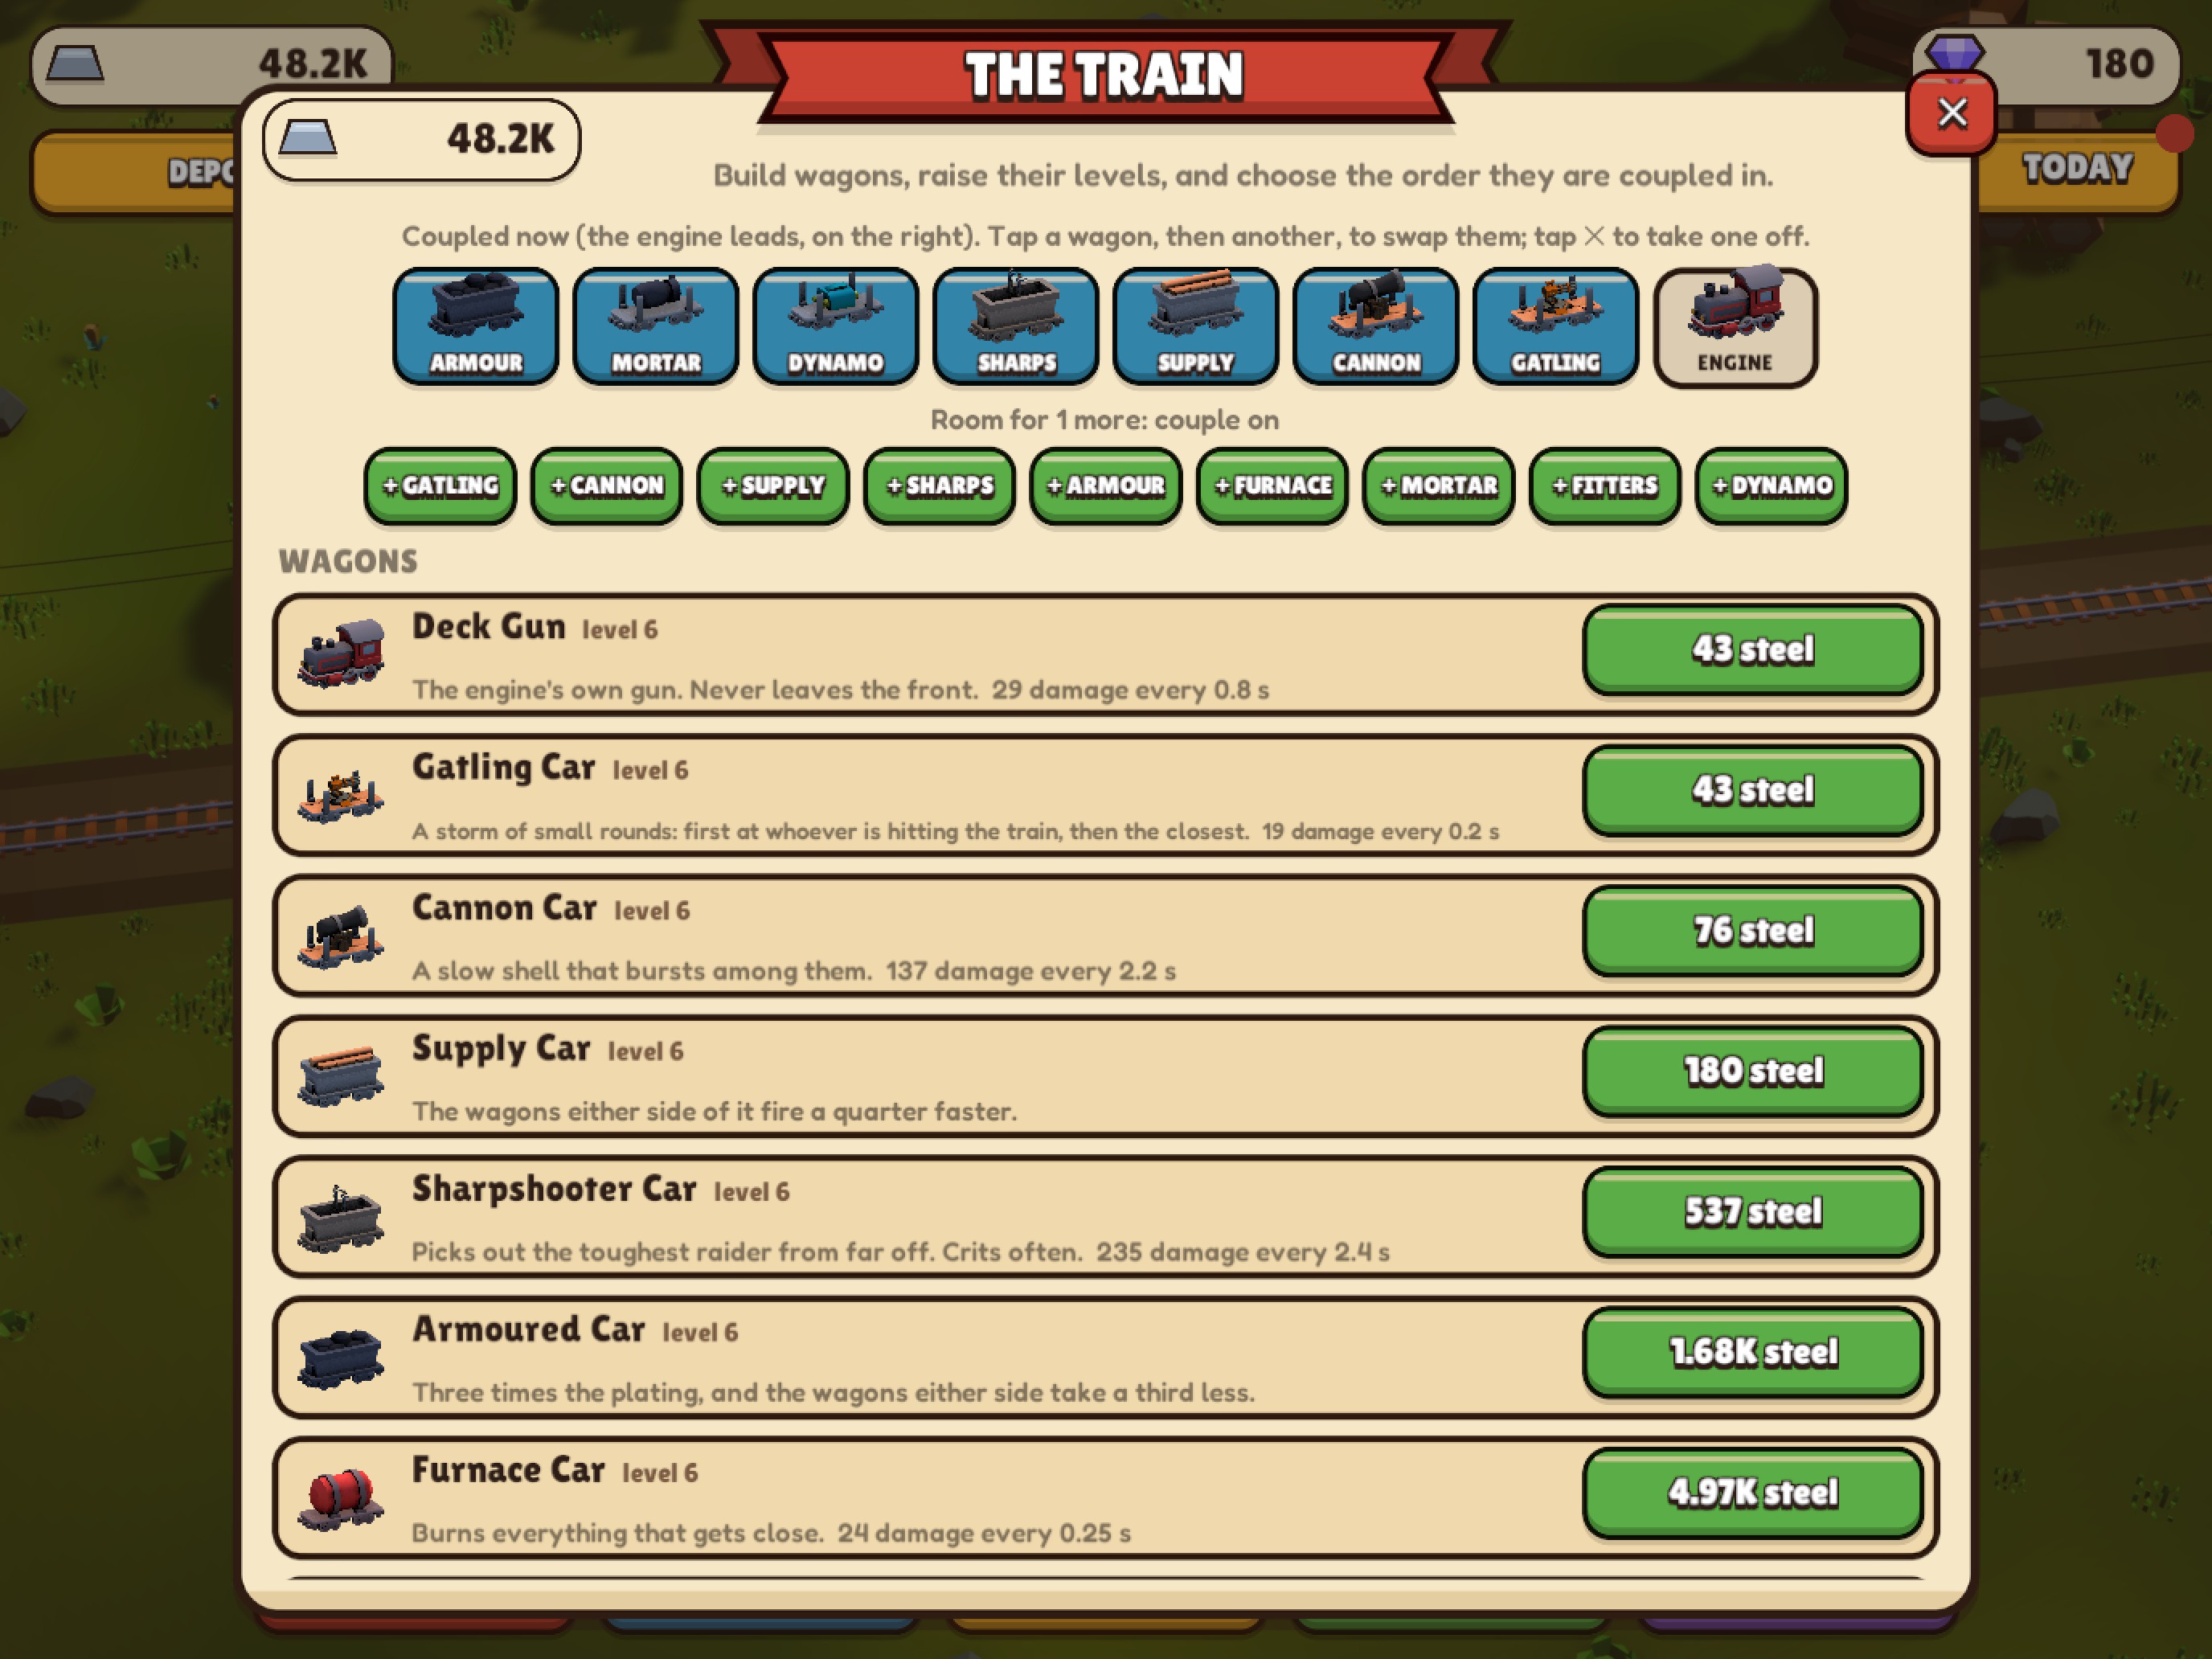 48.2K
THE TRAIN
180
48.2K
DEPO
TODAY
Build wagons, raise their levels, and choose the order they are coupled in.
Coupled now (the engine leads, on the right). Tap a wagon, then another, to swap them; tap × to take one off.
ARMOUR MORTAR DYNAMO SHARPS SUPPLY CANNON GATLING ENGINE
Room for 1 more: couple on
+ GATLING + CANNON + SUPPLY + SHARPS + ARMOUR + FURNACE + MORTAR + FITTERS + DYNAMO
WAGONS
Deck Gun level 6
43 steel
The engine's own gun. Never leaves the front. 29 damage every 0.8 s
Gatling Car level 6
43 steel
A storm of small rounds: first at whoever is hitting the train, then the closest. 19 damage every 0.2 s
Cannon Car level 6
76 steel
A slow shell that bursts among them. 137 damage every 2.2 s
Supply Car level 6
180 steel
The wagons either side of it fire a quarter faster.
Sharpshooter Car level 6
537 steel
Picks out the toughest raider from far off. Crits often. 235 damage every 2.4 s
Armoured Car level 6
1.68K steel
Three times the plating, and the wagons either side take a third less.
Furnace Car level 6
4.97K steel
Burns everything that gets close. 24 damage every 0.25 s